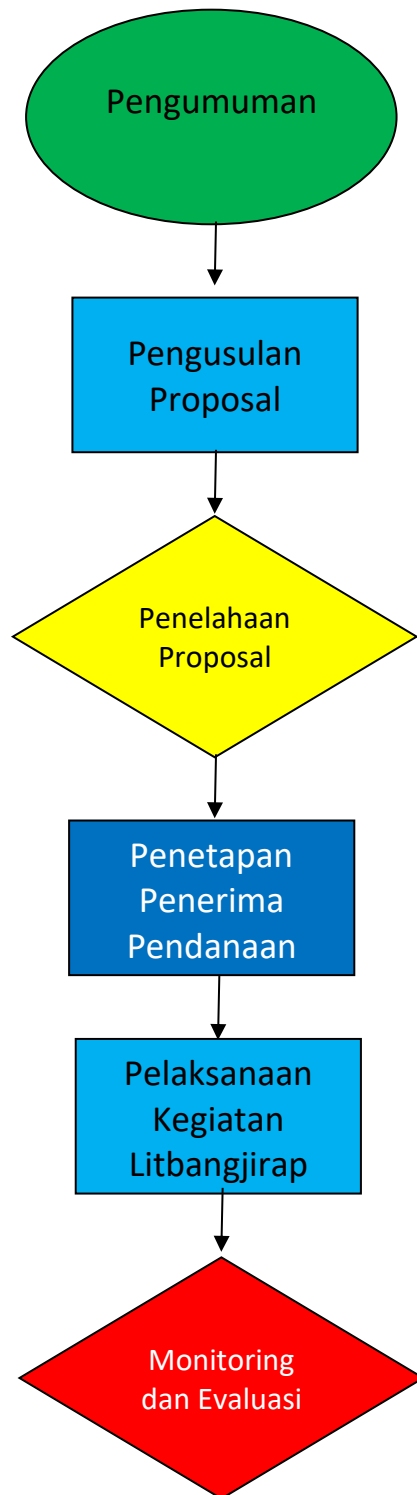 Pengumuman
Pengusulan
Proposal
Penelahaan
Proposal
Penetapan
Penerima
Pendanaan
Pelaksanaan
Kegiatan
Litbangjirap
Monitoring
dan Evaluasi